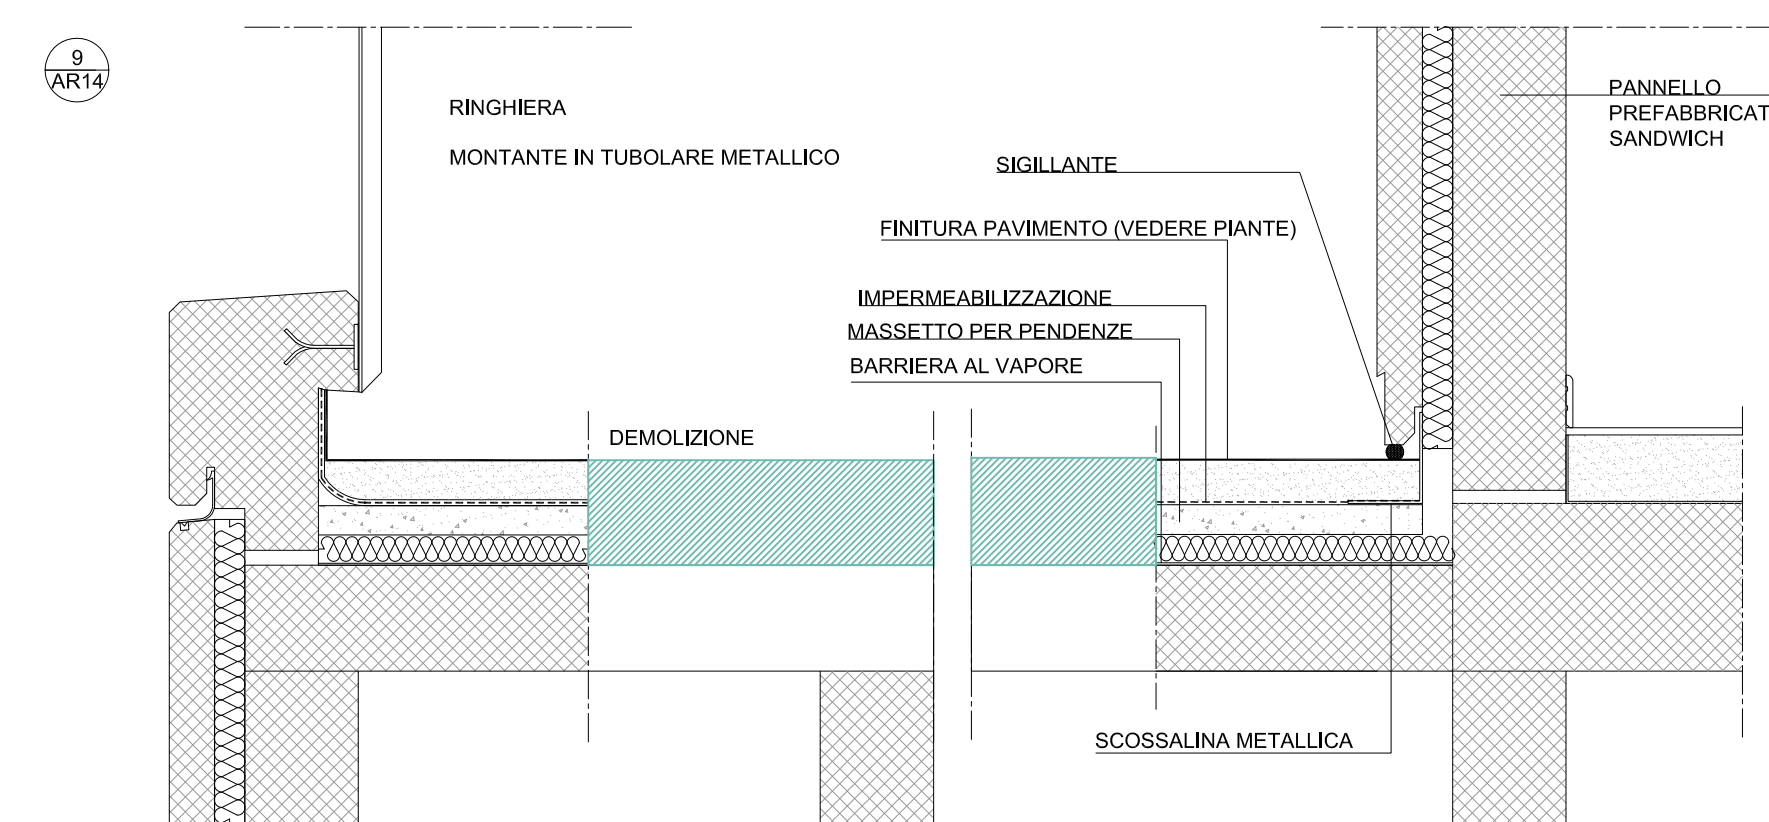 9
AR14
RINGHIERA
MONTANTE IN TUBOLARE METALLICO
PANNELLO
PREFABBRICAT
SANDWICH
SIGILLANTE
FINITURA PAVIMENTO (VEDERE PIANTE)
IMPERMEABILIZZAZIONE
MASSETTO PER PENDENZE
BARRIERA AL VAPORE
DEMOLIZIONE
SCOSSALINA METALLICA